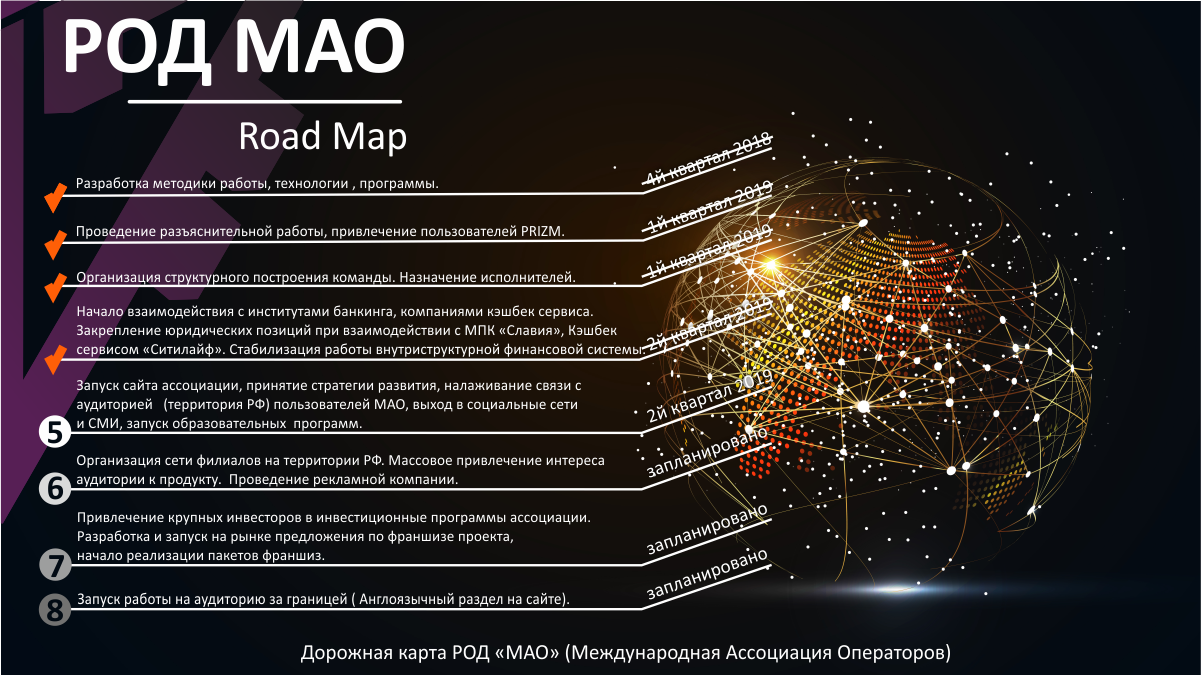 РОД МАО
Road Map
Разработка методики работы, технологии , программы.
4й квартал 2018
Проведение разъяснительной работы, привлечение пользователей PRIZM.
1й квартал 2019
Организация структурного построения команды. Назначение исполнителей.
1й квартал 2019
Начало взаимодействия с институтами банкинга, компаниями кэшбек сервиса.
Закрепление юридических позиций при взаимодействии с МПК «Славия», Кэшбек
сервисом «Ситилайф». Стабилизация работы внутриструктурной финансовой системы.
2й квартал 2019
Запуск сайта ассоциации, принятие стратегии развития, налаживание связи с
аудиторией (территория РФ) пользователей МАО, выход в социальные сети
и СМИ, запуск образовательных программ.
5
2й квартал 2019
Организация сети филиалов на территории РФ. Массовое привлечение интереса
аудитории к продукту. Проведение рекламной компании.
6
запланировано
Привлечение крупных инвесторов в инвестиционные программы ассоциации.
Разработка и запуск на рынке предложения по франшизе проекта,
начало реализации пакетов франшиз.
7
запланировано
Запуск работы на аудиторию за границей ( Англоязычный раздел на сайте).
8
запланировано
Дорожная карта РОД «МАО» (Международная Ассоциация Операторов)